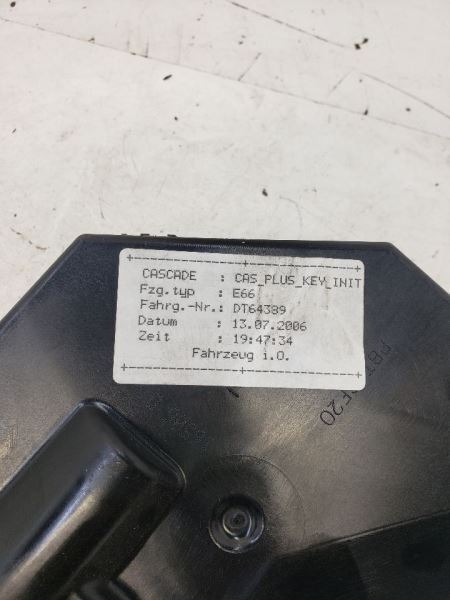 CASCADE : CAS_PLUS_KEY_INIT
Fzg.typ : E66
Fahrg.-Nr.: DT64389
Datum : 13.07.2006
Zeit : 19:47:34
Fahrzeug i.O.